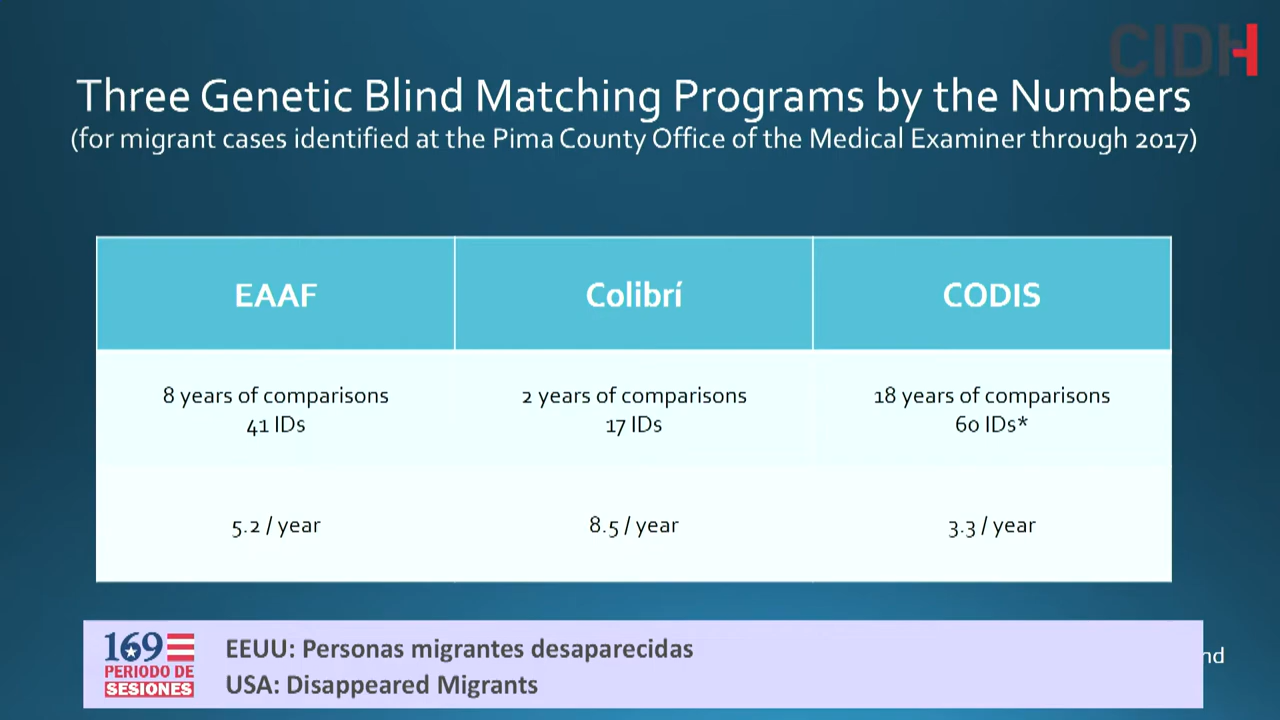 CIDH
Three Genetic Blind Matching Programs by the Numbers
(for migrant cases identified at the Pima County Office of the Medical Examiner through 2017)
EAAF
Colibrí
CODIS
8 years of comparisons
41 IDs
2 years of comparisons
17 IDs
18 years of comparisons
60 IDs*
5.2 / year
8.5 / year
3.3 / year
169
PERIODO DE
SESIONES
EEUU: Personas migrantes desaparecidas
USA: Disappeared Migrants